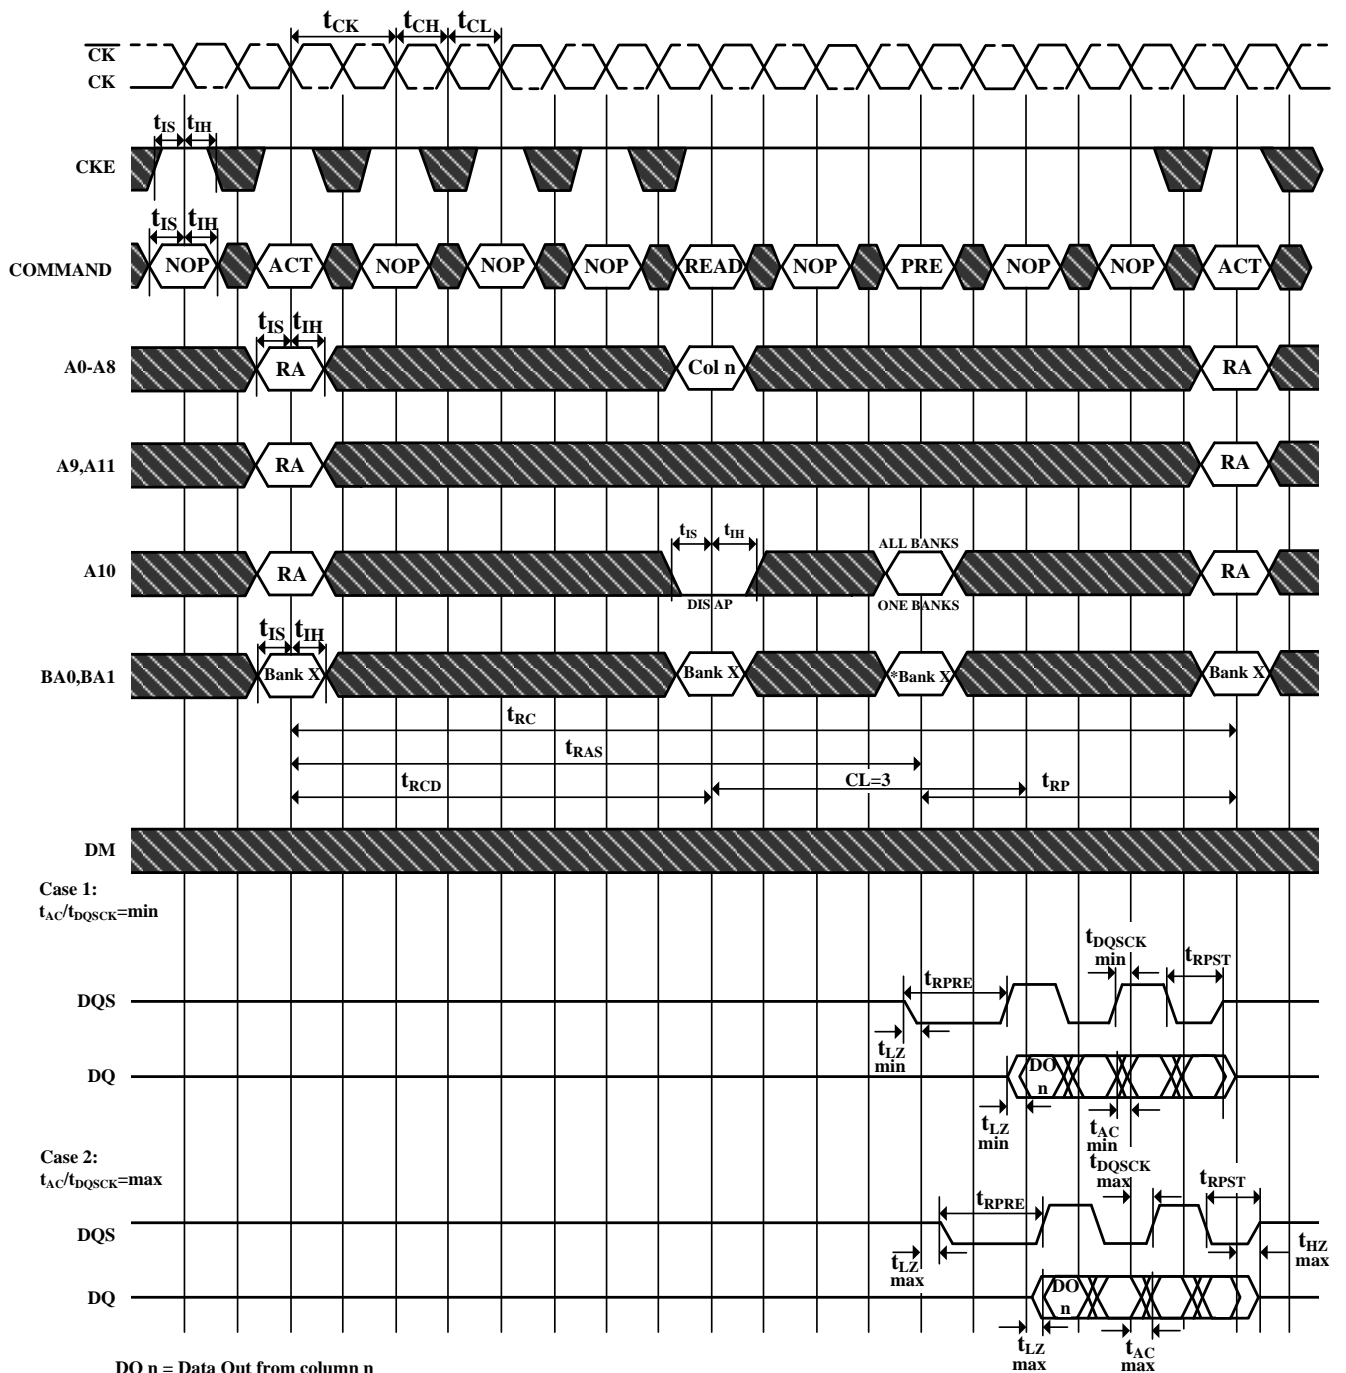 tCK tCH tCL
CK
CK
tIS tIH
CKE
tIS tIH
COMMAND NOP ACT NOP NOP NOP READ NOP PRE NOP NOP ACT
tIS tIH
A0-A8 RA Col n RA
A9,A11 RA RA
tIS tIH ALL BANKS
A10 RA RA
DIS AP ONE BANKS
tIS tIH
BA0,BA1 Bank X Bank X *Bank X Bank X
tRC
tRAS
tRCD CL=3 tRP
DM
Case 1:
tAC/tDQSCK=min
tDQSCK
min
tRPST
tRPRE
DQS
tLZ
min
DQ
DO
n
tLZ
min
tAC
min
Case 2:
tAC/tDQSCK=max
tDQSCK
max
tRPST
tRPRE
DQS
tLZ
max
tHZ
max
DQ
DO
n
tLZ
max
tAC
max
DO n = Data Out from column n